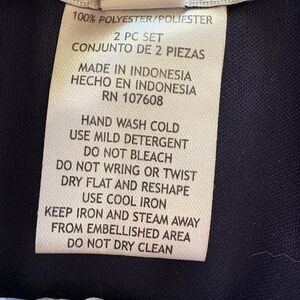 100% POLYESTER/POLIESTER
2 PC SET
CONJUNTO DE 2 PIEZAS
MADE IN INDONESIA
HECHO EN INDONESIA
RN 107608
HAND WASH COLD
USE MILD DETERGENT
DO NOT BLEACH
DO NOT WRING OR TWIST
DRY FLAT AND RESHAPE
USE COOL IRON
KEEP IRON AND STEAM AWAY
FROM EMBELLISHED AREA
DO NOT DRY CLEAN